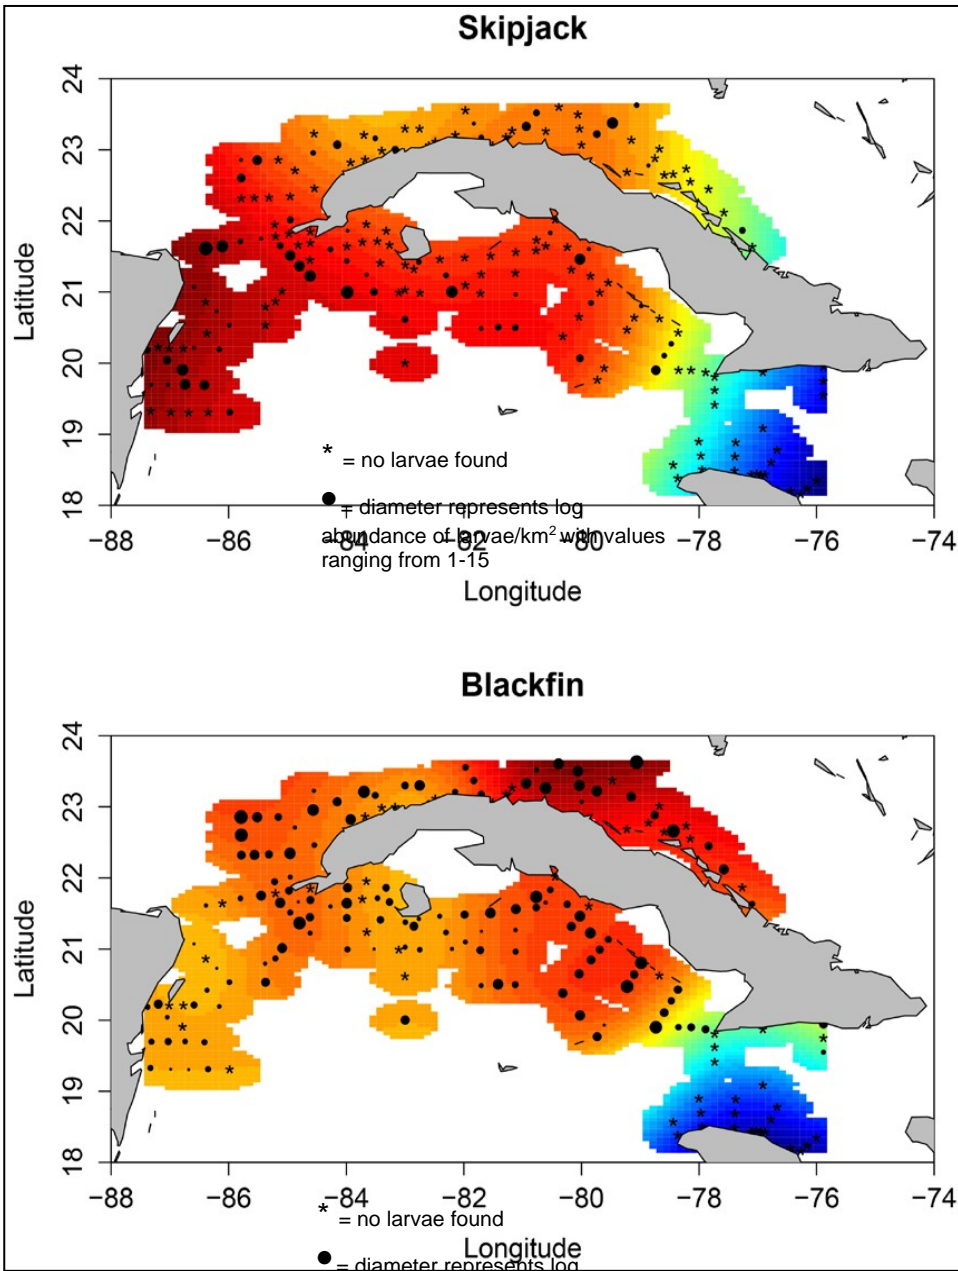 Skipjack
24
23
22
21
20
19
18
Latitude
* = no larvae found
● = diameter represents log
abundance of larvae/km² with values
ranging from 1-15
−88 −86 −84 −82 −80 −78 −76 −74
Longitude
Blackfin
24
23
22
21
20
19
18
Latitude
−88 −86 −84 −82 −80 −78 −76 −74
* = no larvae found
Longitude
● = diameter represents log